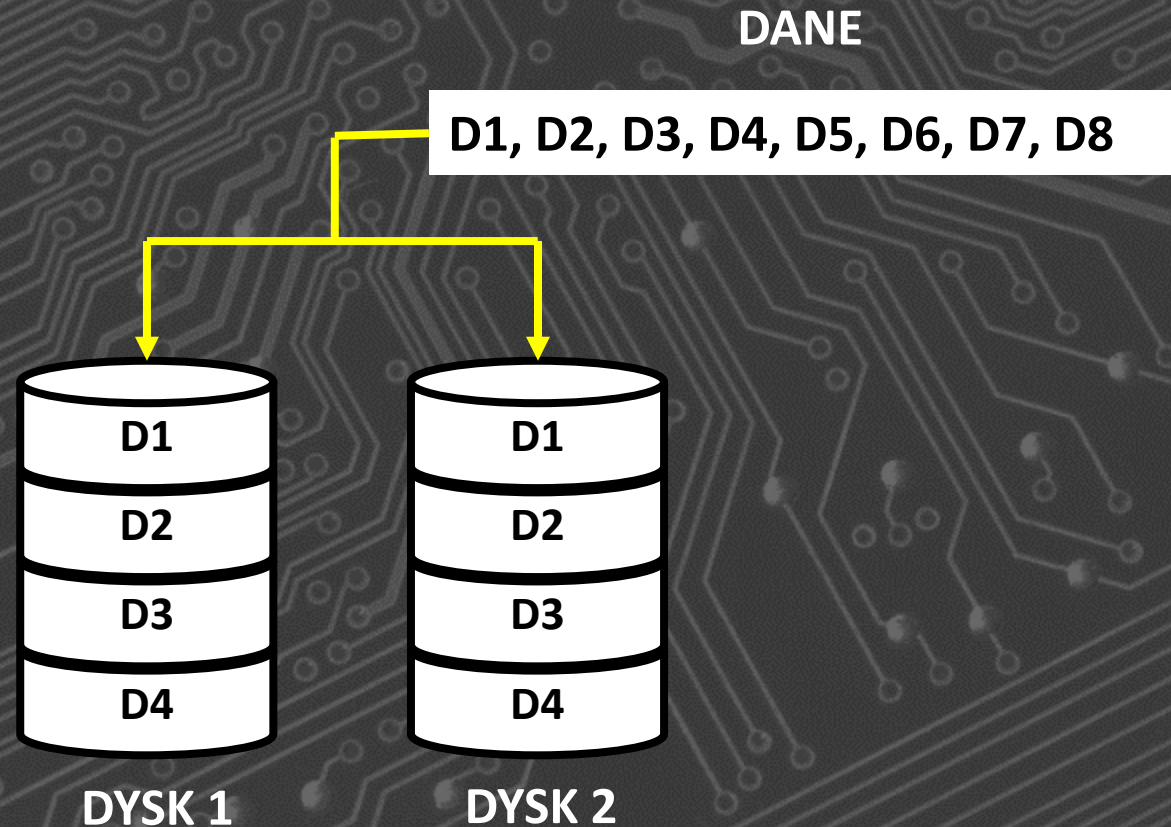 DANE
D1, D2, D3, D4, D5, D6, D7, D8
D1
D2
D3
D4
DYSK 1
D1
D2
D3
D4
DYSK 2